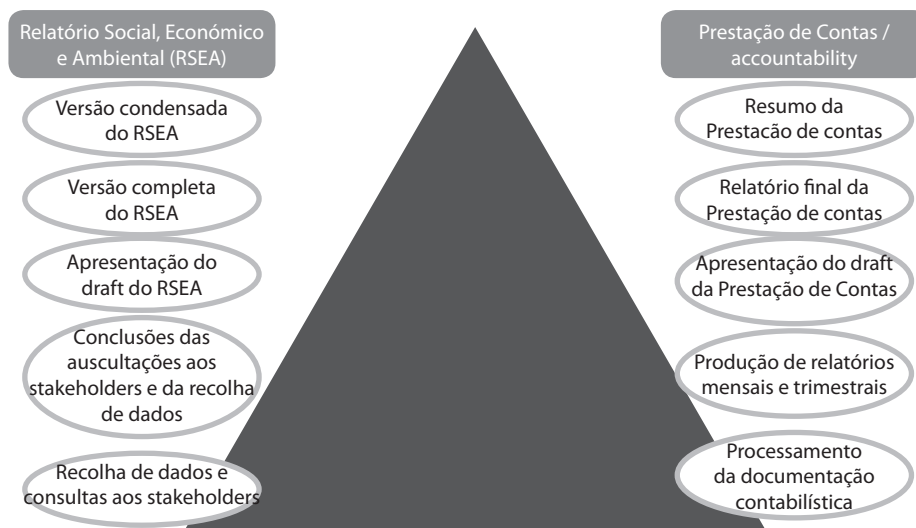 Relatório Social, Económico
e Ambiental (RSEA)
Versão condensada
do RSEA
Versão completa
do RSEA
Apresentação do
draft do RSEA
Conclusões das
auscultações aos
stakeholders e da recolha
de dados
Recolha de dados e
consultas aos stakeholders
Prestação de Contas /
accountability
Resumo da
Prestacão de contas
Relatório final da
Prestação de contas
Apresentação do draft
da Prestação de Contas
Produção de relatórios
mensais e trimestrais
Processamento
da documentação
contabilística